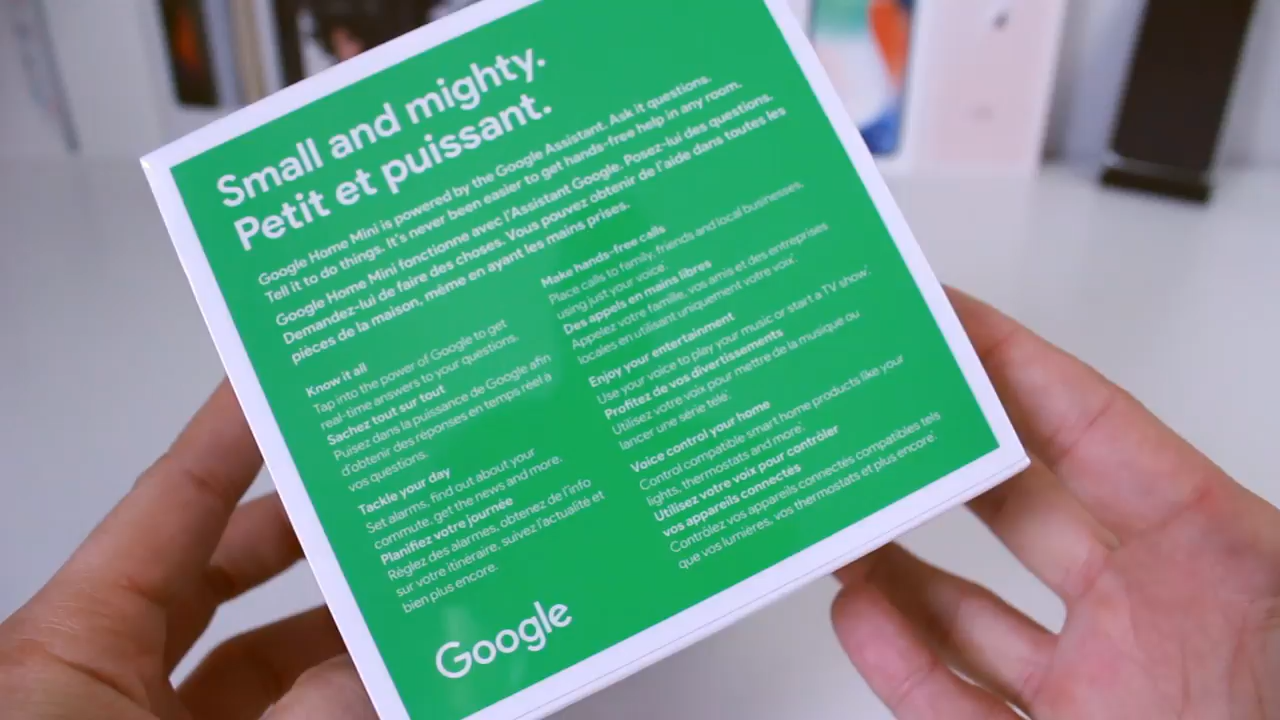 Small and mighty.
Petit et puissant.
Google Home Mini is powered by the Google Assistant. Ask it questions.
Tell it to do things. It's never been easier to get hands-free help in any room.
Google Home Mini fonctionne avec l'Assistant Google. Posez-lui des questions.
Demandez-lui de faire des choses. Vous pouvez obtenir de l'aide dans toutes les
pièces de la maison, même en ayant les mains prises.
Know it all
Tap into the power of Google to get
real-time answers to your questions.
Sachez tout sur tout
Puisez dans la puissance de Google afin
d'obtenir des réponses en temps réel à
vos questions.
Tackle your day
Set alarms, find out about your
commute, get the news and more.
Planifiez votre journée
Réglez des alarmes, obtenez de l'info
sur votre itinéraire, suivez l'actualité et
bien plus encore.
Make hands-free calls
Place calls to family, friends and local businesses,
using just your voice.
Des appels en mains libres
Appelez votre famille, vos amis et des entreprises
locales en utilisant uniquement votre voix.
Enjoy your entertainment
Use your voice to play your music or start a TV show.
Profitez de vos divertissements
Utilisez votre voix pour mettre de la musique ou
lancer une série télé.
Voice control your home
Control compatible smart home products like your
lights, thermostats and more.
Utilisez votre voix pour contrôler
vos appareils connectés
Contrôlez vos appareils connectés compatibles tels
que vos lumières, vos thermostats et plus encore.
Google